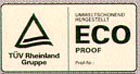 TÜV Rheinland
Gruppe
UMWELTSCHONEND
HERGESTELLT
ECO
PROOF
Prüf-Nr.: